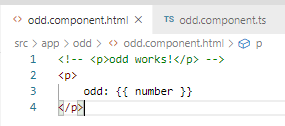 odd.component.html TS odd.component.ts
src > app > odd > odd.component.html > p
1 <!-- <p>odd works!</p> -->
2 <p>
3 odd: {{ number }}
4 </p>